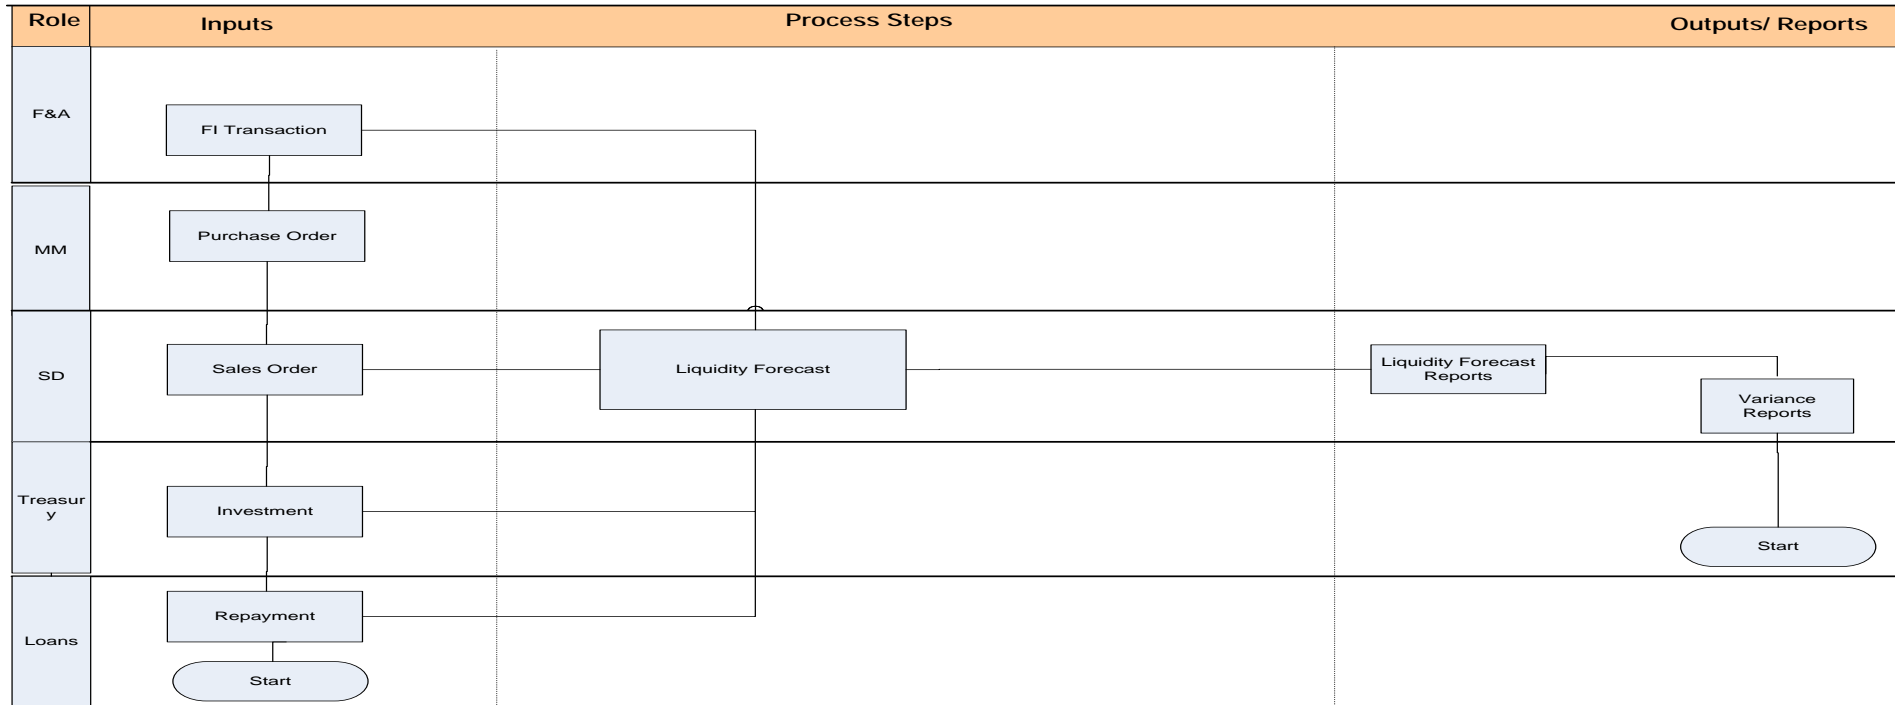 Role
Inputs
Process Steps
Outputs/ Reports
F&A
FI Transaction
MM
Purchase Order
SD
Sales Order
Liquidity Forecast
Liquidity Forecast
Reports
Variance
Reports
Treasur
y
Investment
Start
Loans
Repayment
Start